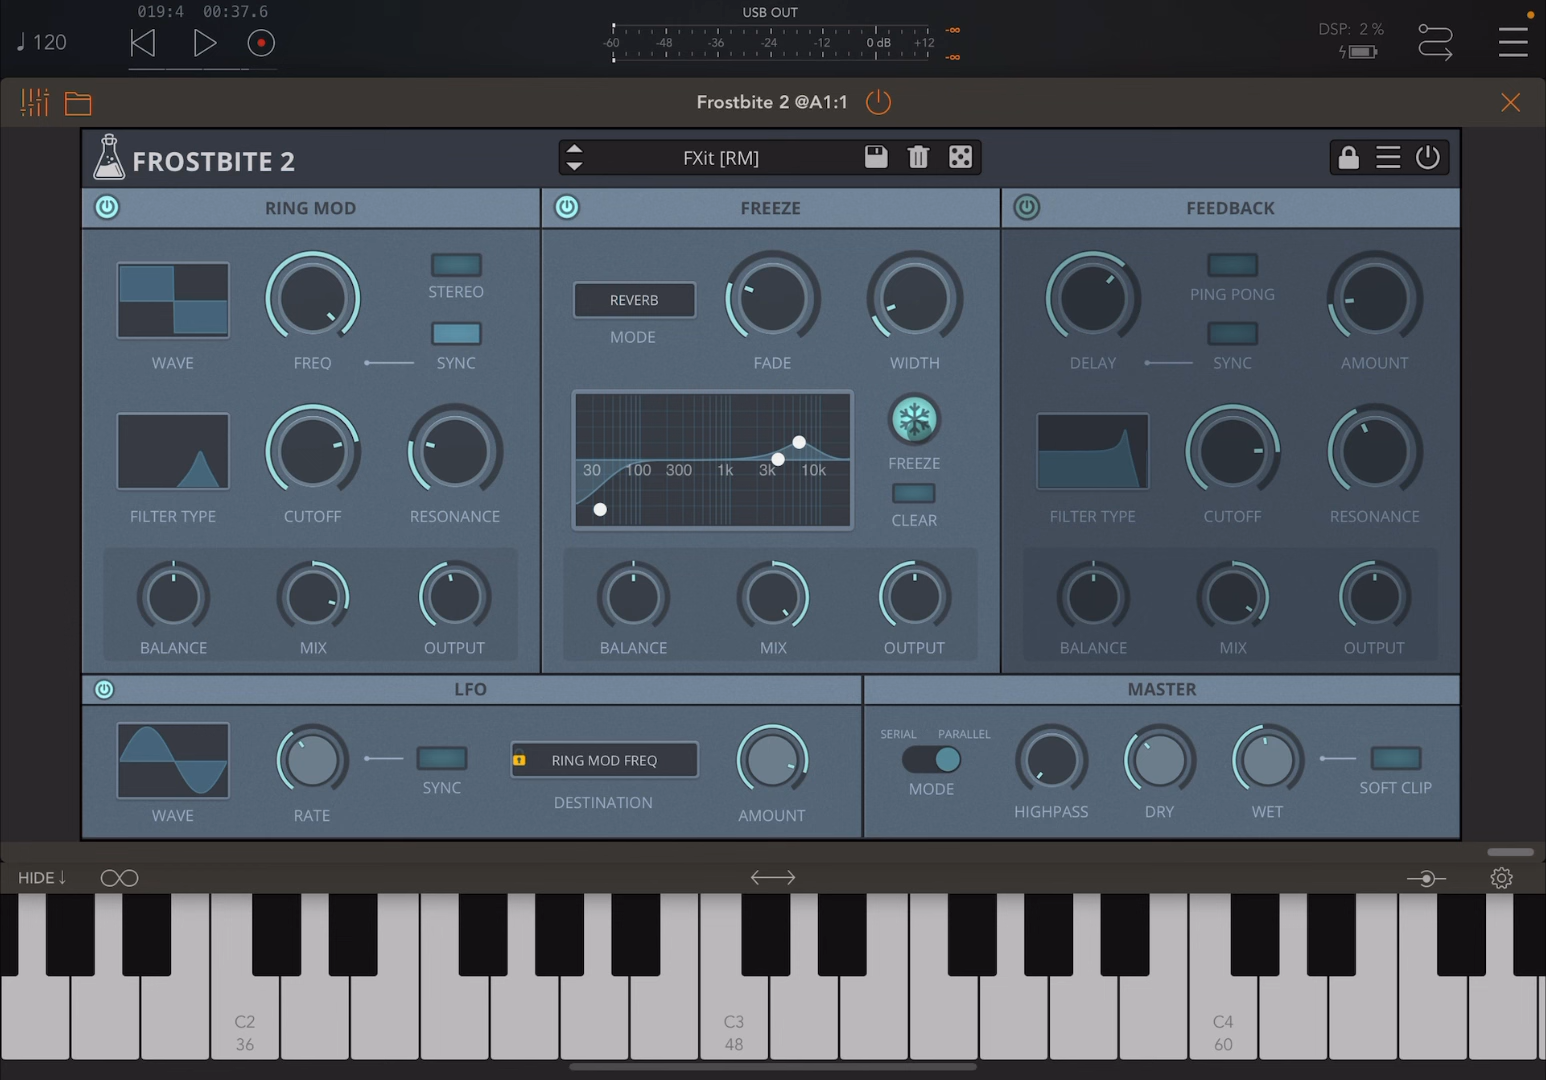 019:4 00:37.6
120
USB OUT
-60 -48 -36 -24 -12 0 dB +12
-∞
-∞
DSP: 2 %
Frostbite 2 @A1:1
FROSTBITE 2
FXit [RM]
RING MOD
FREEZE
FEEDBACK
STEREO
WAVE
FREQ
SYNC
REVERB
MODE
FADE
WIDTH
PING PONG
DELAY
SYNC
AMOUNT
FILTER TYPE
CUTOFF
RESONANCE
30 100 300 1k 3k 10k
FREEZE
CLEAR
FILTER TYPE
CUTOFF
RESONANCE
BALANCE
MIX
OUTPUT
BALANCE
MIX
OUTPUT
BALANCE
MIX
OUTPUT
LFO
MASTER
WAVE
RATE
SYNC
RING MOD FREQ
DESTINATION
AMOUNT
SERIAL PARALLEL
MODE
HIGHPASS
DRY
WET
SOFT CLIP
HIDE↓
C2
36
C3
48
C4
60